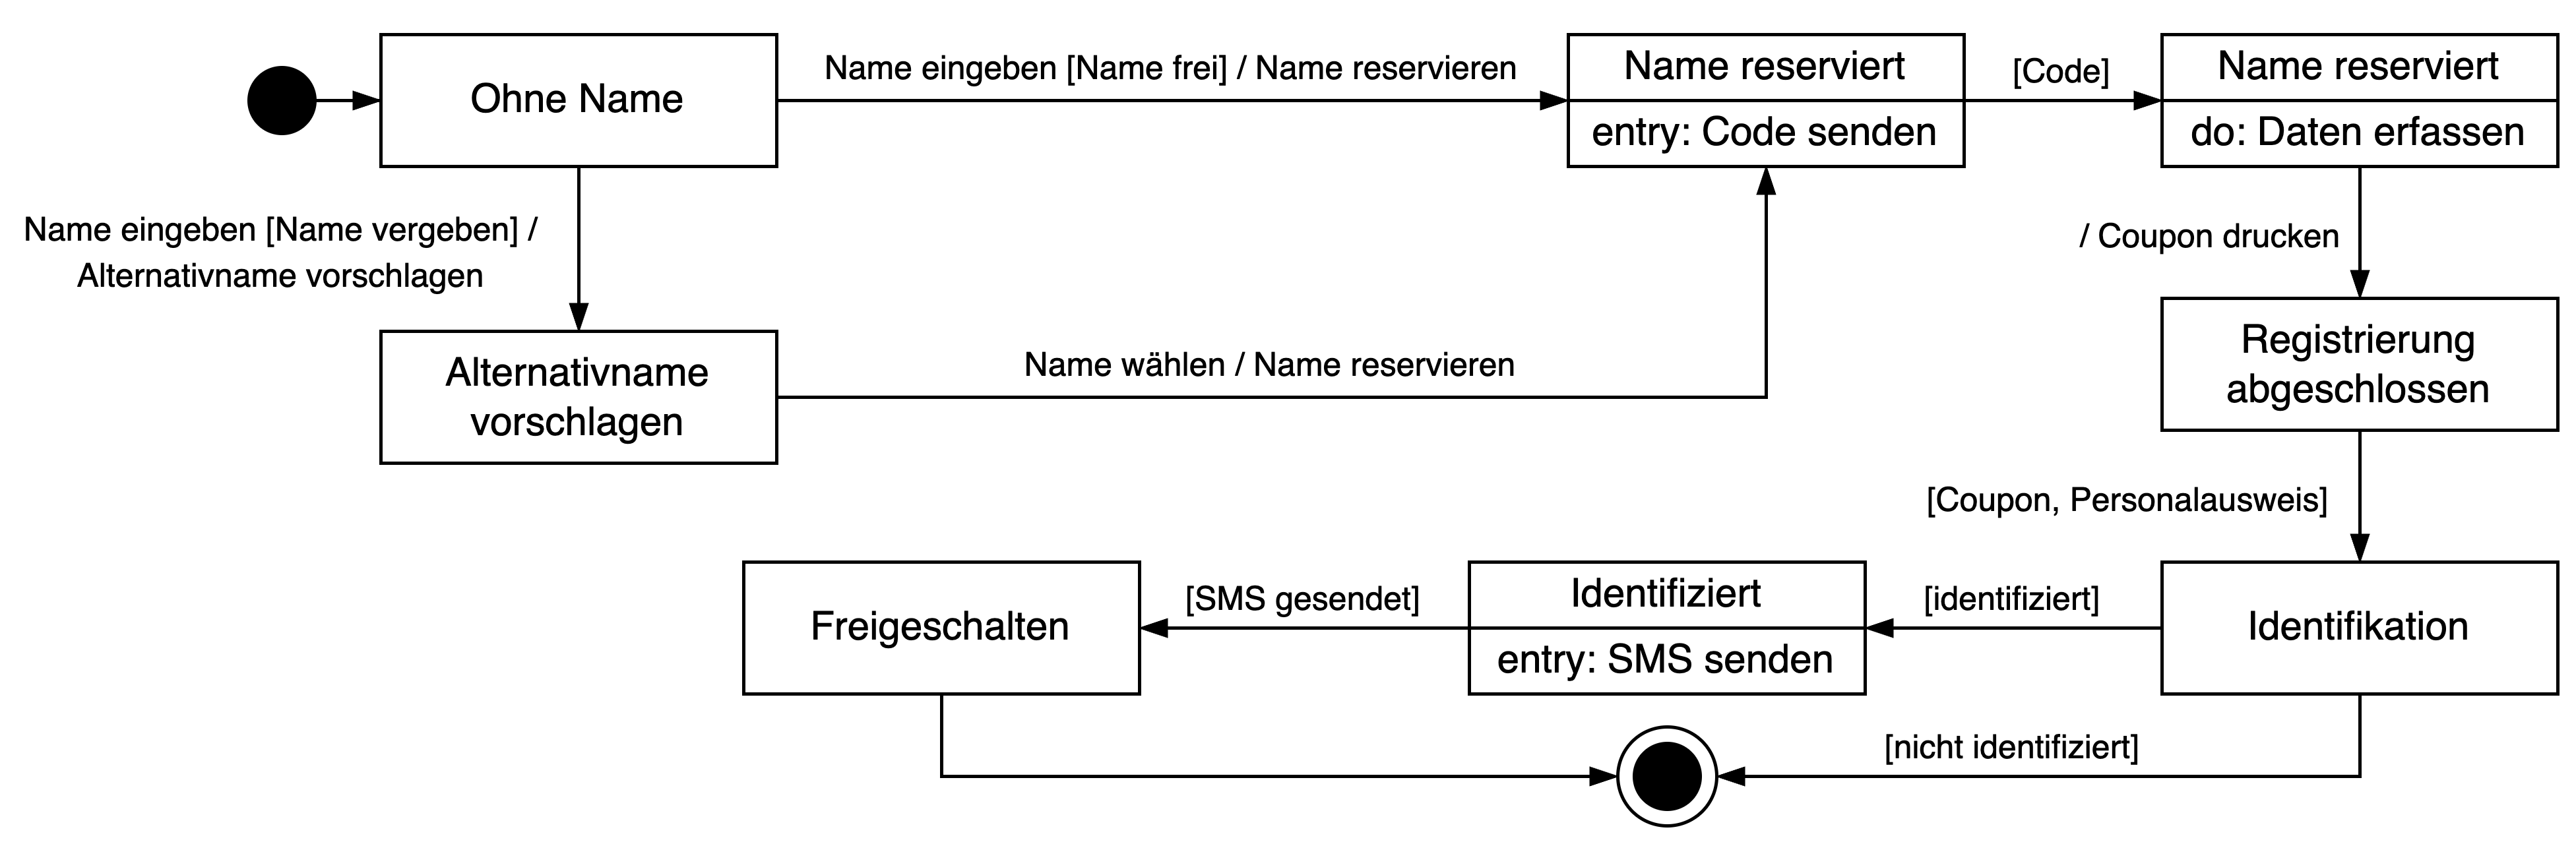 Ohne Name
Name eingeben [Name frei] / Name reservieren
Name reserviert
entry: Code senden
[Code]
Name reserviert
do: Daten erfassen
Name eingeben [Name vergeben] /
Alternativname vorschlagen
/ Coupon drucken
Alternativname
vorschlagen
Name wählen / Name reservieren
Registrierung
abgeschlossen
[Coupon, Personalausweis]
Freigeschalten
[SMS gesendet]
Identifiziert
entry: SMS senden
[identifiziert]
Identifikation
[nicht identifiziert]